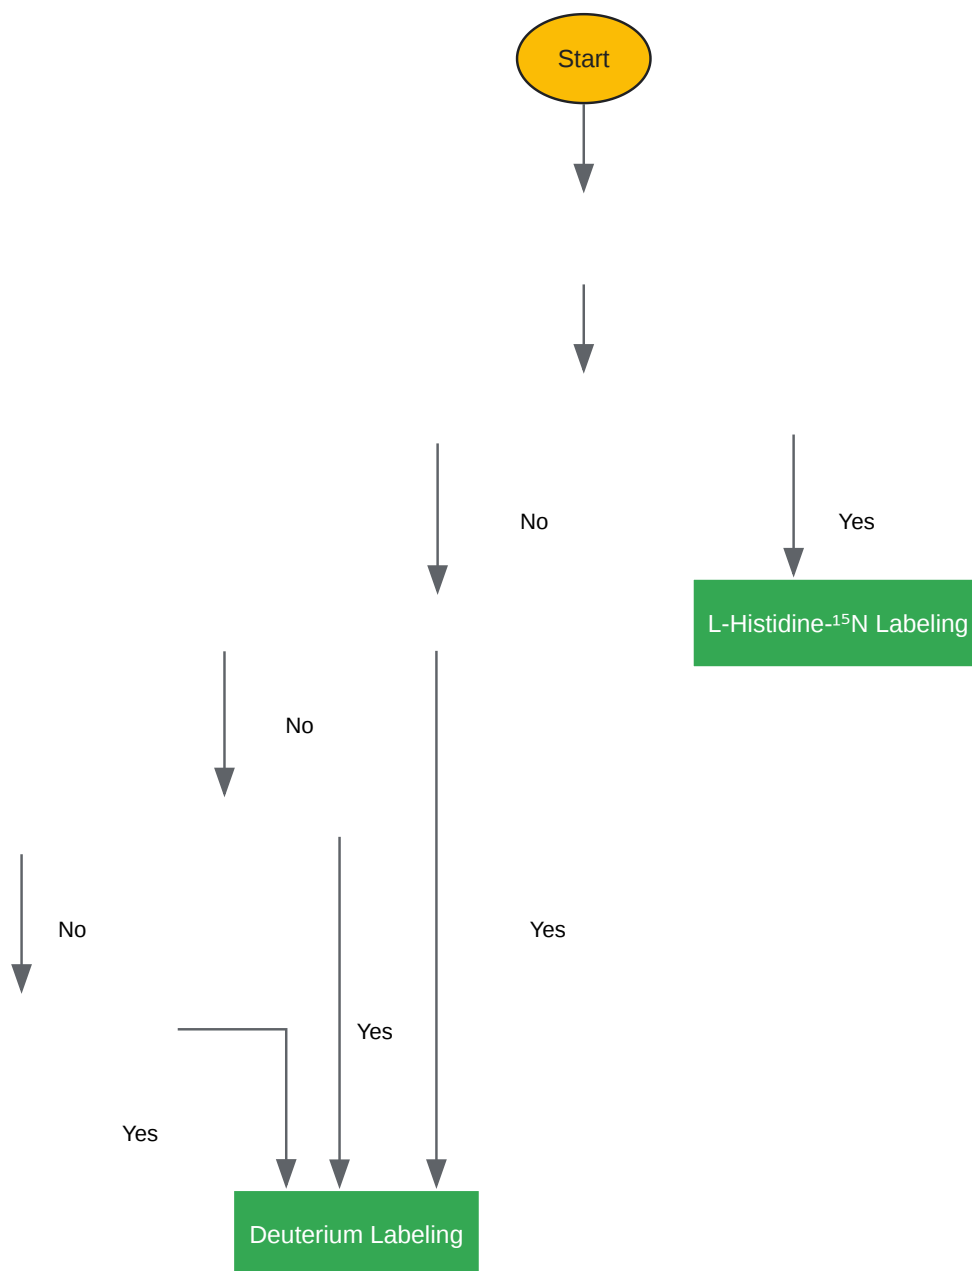 Start
No
Yes
L-Histidine-¹⁵N Labeling
No
No
Yes
Yes
Yes
Deuterium Labeling